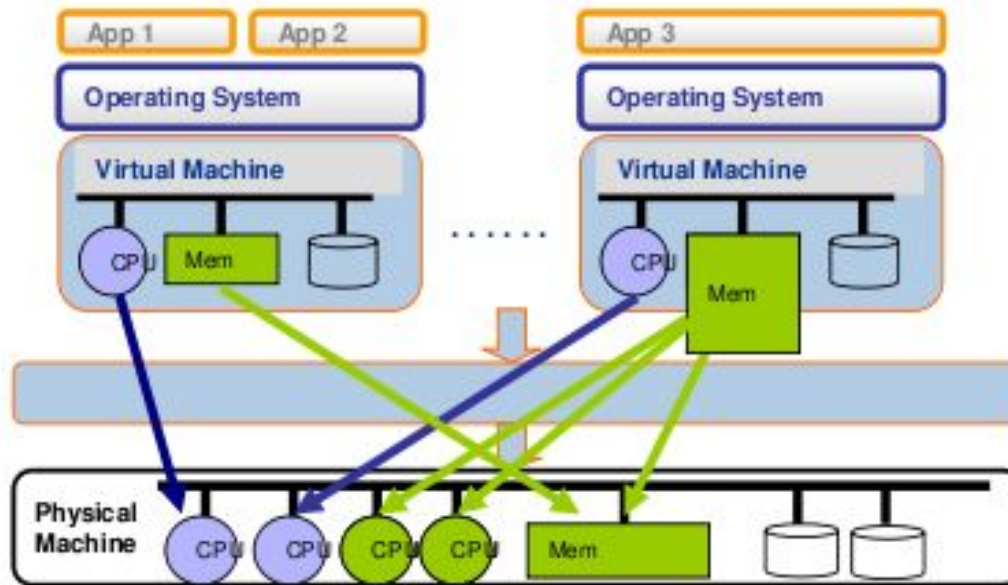 App 1 App 2 App 3
Operating System Operating System
Virtual Machine Virtual Machine
CPU Mem ...... CPU Mem
Physical
Machine
CPU CPU CPU CPU Mem